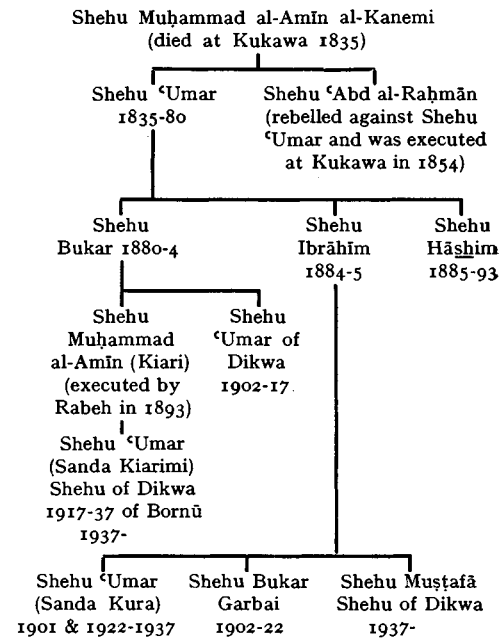 Shehu Muḥammad al-Amīn al-Kanemi
(died at Kukawa 1835)
Shehu ʿUmar
1835-80
Shehu ʿAbd al-Raḥmān
(rebelled against Shehu
ʿUmar and was executed
at Kukawa in 1854)
Shehu
Bukar 1880-4
Shehu
Ibrāhīm
1884-5
Shehu
Hāshim
1885-93
Shehu
Muḥammad
al-Amīn (Kiari)
(executed by
Rabeh in 1893)
Shehu
ʿUmar of
Dikwa
1902-17.
Shehu ʿUmar
(Sanda Kiarimi)
Shehu of Dikwa
1917-37 of Bornū
1937-
Shehu ʿUmar
(Sanda Kura)
1901 & 1922-1937
Shehu Bukar
Garbai
1902-22
Shehu Muṣṭafā
Shehu of Dikwa
1937-